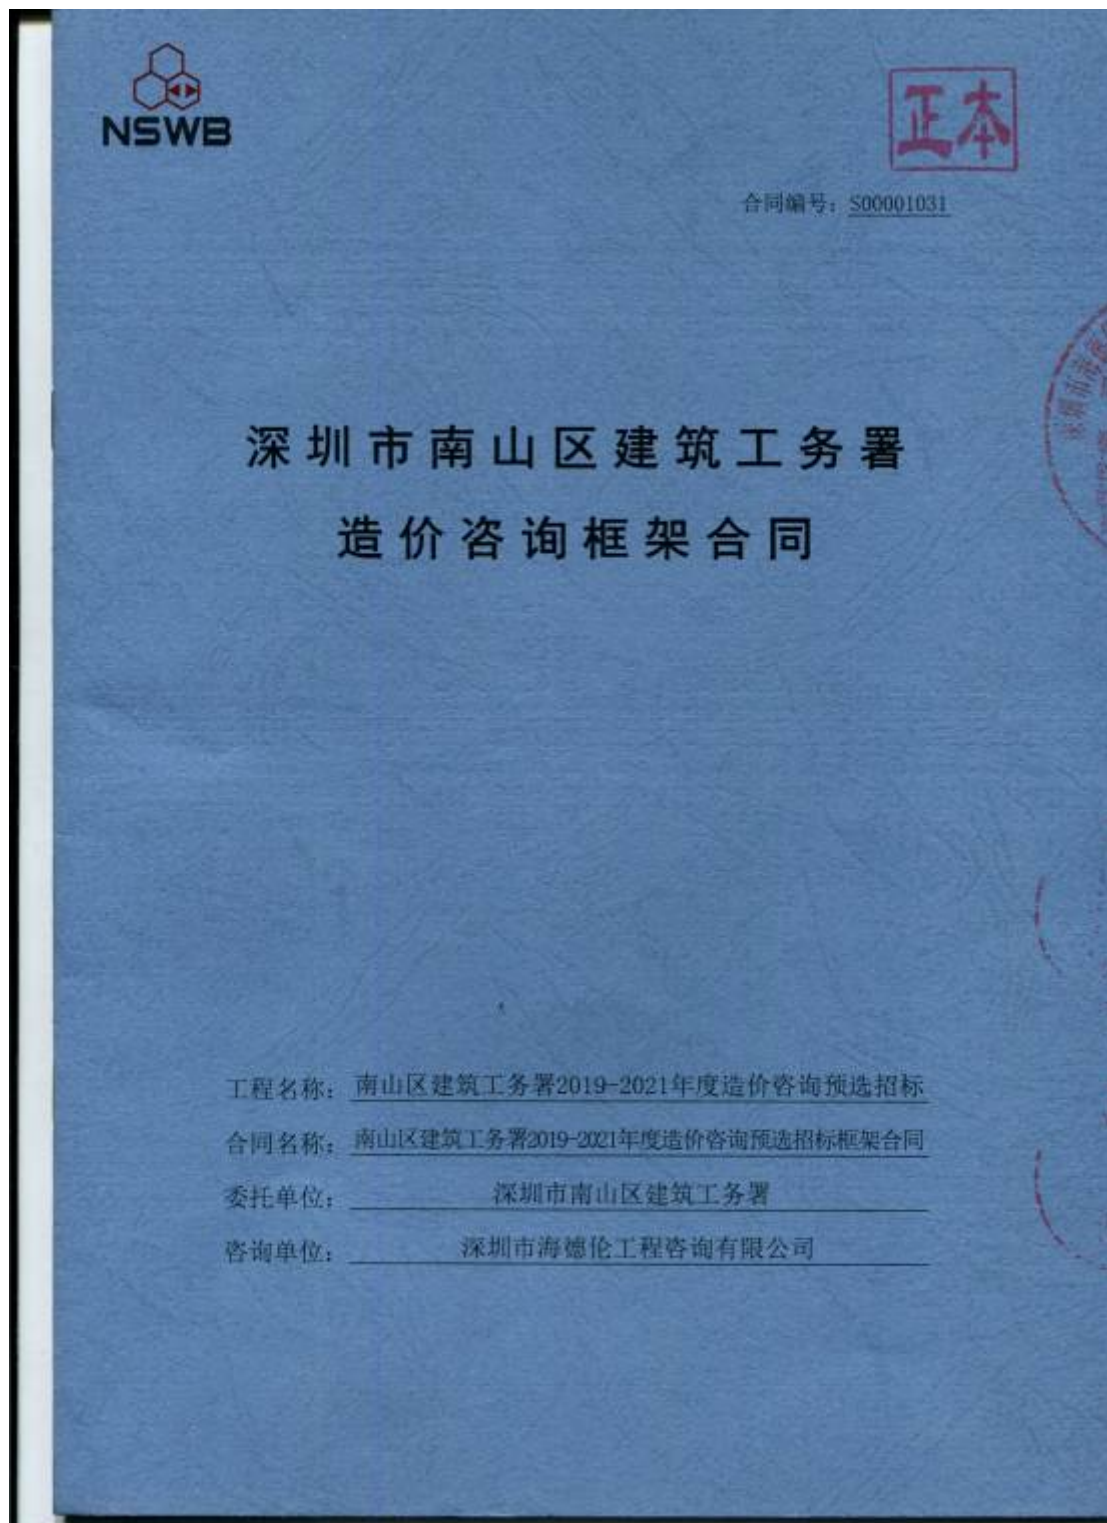 NSWB
正本
合同编号：S00001031
深圳市南山区建筑工务署
造价咨询框架合同
工程名称：南山区建筑工务署2019-2021年度造价咨询预选招标
合同名称：南山区建筑工务署2019-2021年度造价咨询预选招标框架合同
委托单位：深圳市南山区建筑工务署
咨询单位：深圳市海德伦工程咨询有限公司
深圳市海德